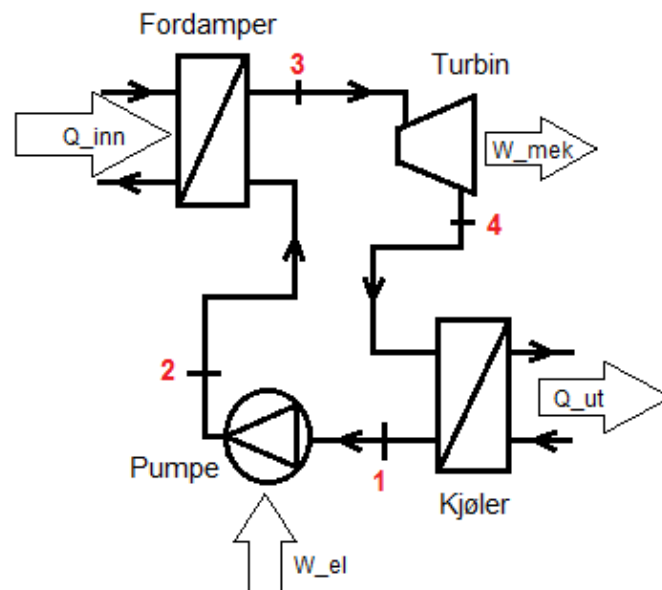 Fordamper
3
Turbin
Q_inn
W_mek
4
2
Q_ut
1
Pumpe
Kjøler
W_el